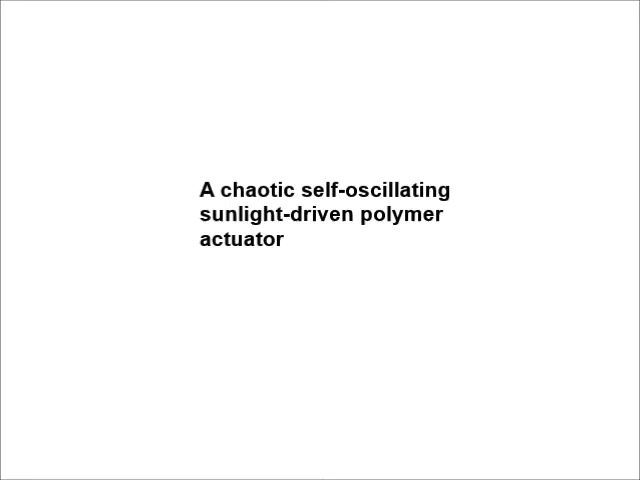 A chaotic self-oscillating
sunlight-driven polymer
actuator